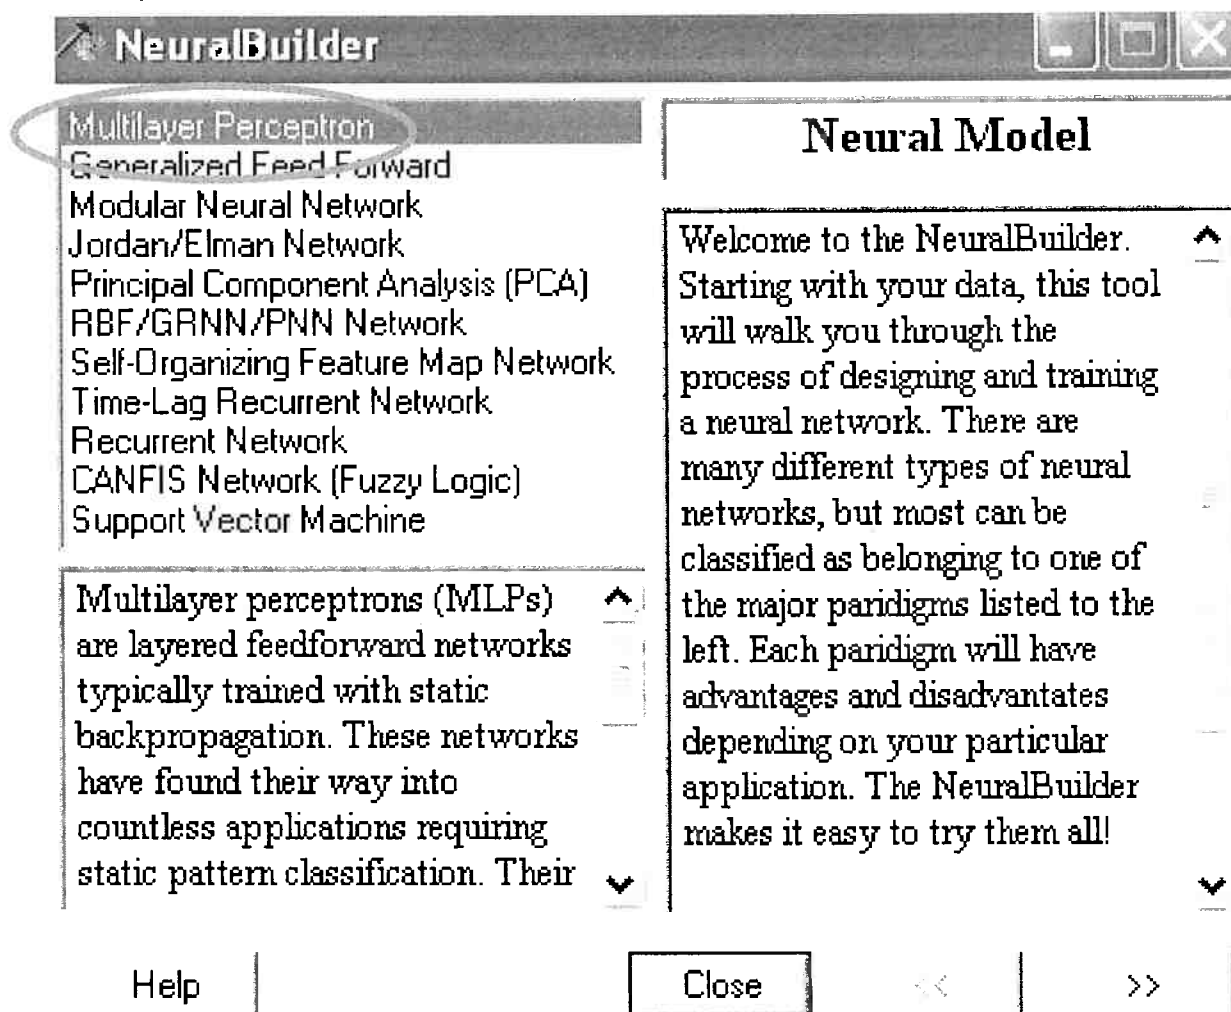 NeuralBuilder
Multilayer Perceptron
Generalized Feed Forward
Modular Neural Network
Jordan/Elman Network
Principal Component Analysis (PCA)
RBF/GRNN/PNN Network
Self-Organizing Feature Map Network
Time-Lag Recurrent Network
Recurrent Network
CANFIS Network (Fuzzy Logic)
Support Vector Machine
Multilayer perceptrons (MLPs)
are layered feedforward networks
typically trained with static
backpropagation. These networks
have found their way into
countless applications requiring
static pattern classification. Their
Neural Model
Welcome to the NeuralBuilder.
Starting with your data, this tool
will walk you through the
process of designing and training
a neural network. There are
many different types of neural
networks, but most can be
classified as belonging to one of
the major paridigms listed to the
left. Each paridigm will have
advantages and disadvantates
depending on your particular
application. The NeuralBuilder
makes it easy to try them all!
Help
Close
<<
>>